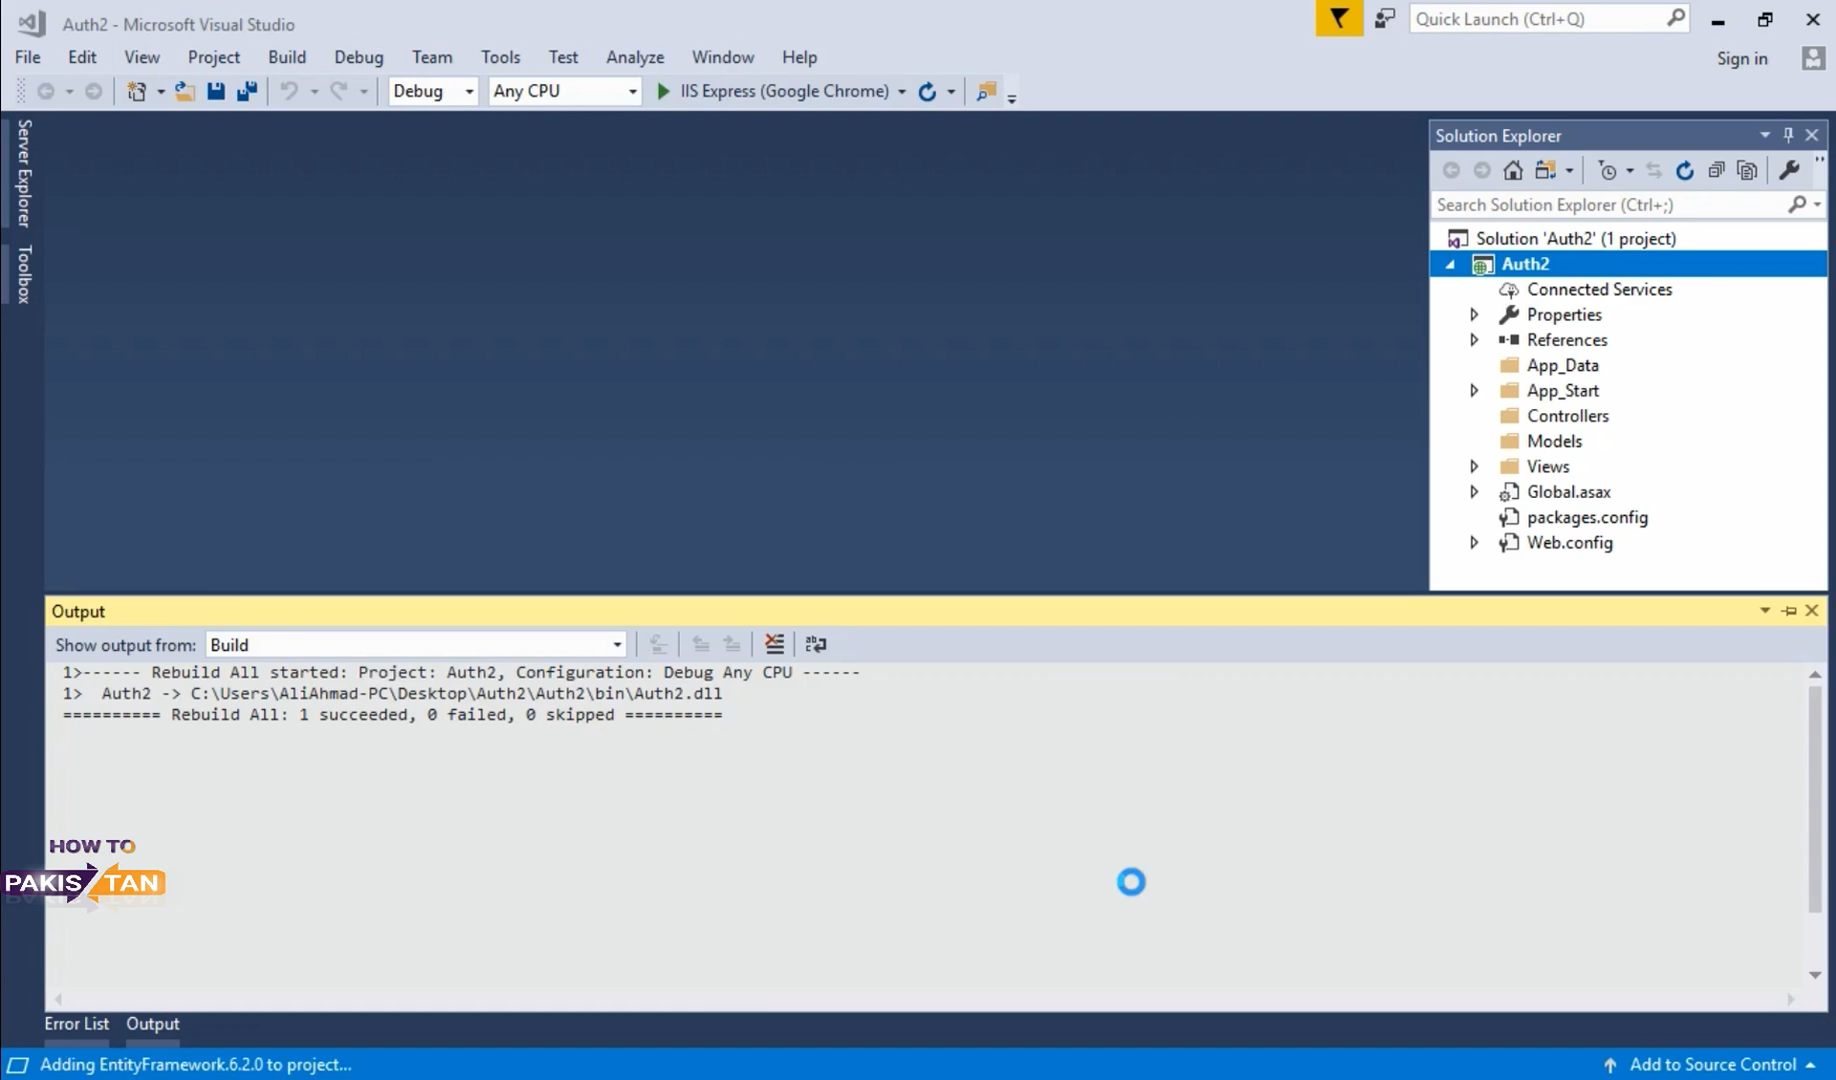 Auth2 - Microsoft Visual Studio
Quick Launch (Ctrl+Q)
File Edit View Project Build Debug Team Tools Test Analyze Window Help
Sign in
Debug Any CPU IIS Express (Google Chrome)
Server Explorer
Toolbox
Solution Explorer
Search Solution Explorer (Ctrl+;)
Solution 'Auth2' (1 project)
Auth2
Connected Services
Properties
References
App_Data
App_Start
Controllers
Models
Views
Global.asax
packages.config
Web.config
Output
Show output from: Build
1>------ Rebuild All started: Project: Auth2, Configuration: Debug Any CPU ------
1>  Auth2 -> C:\Users\AliAhmad-PC\Desktop\Auth2\Auth2\bin\Auth2.dll
========== Rebuild All: 1 succeeded, 0 failed, 0 skipped ==========
HOW TO
PAKISTAN
Error List Output
Adding EntityFramework.6.2.0 to project...
Add to Source Control